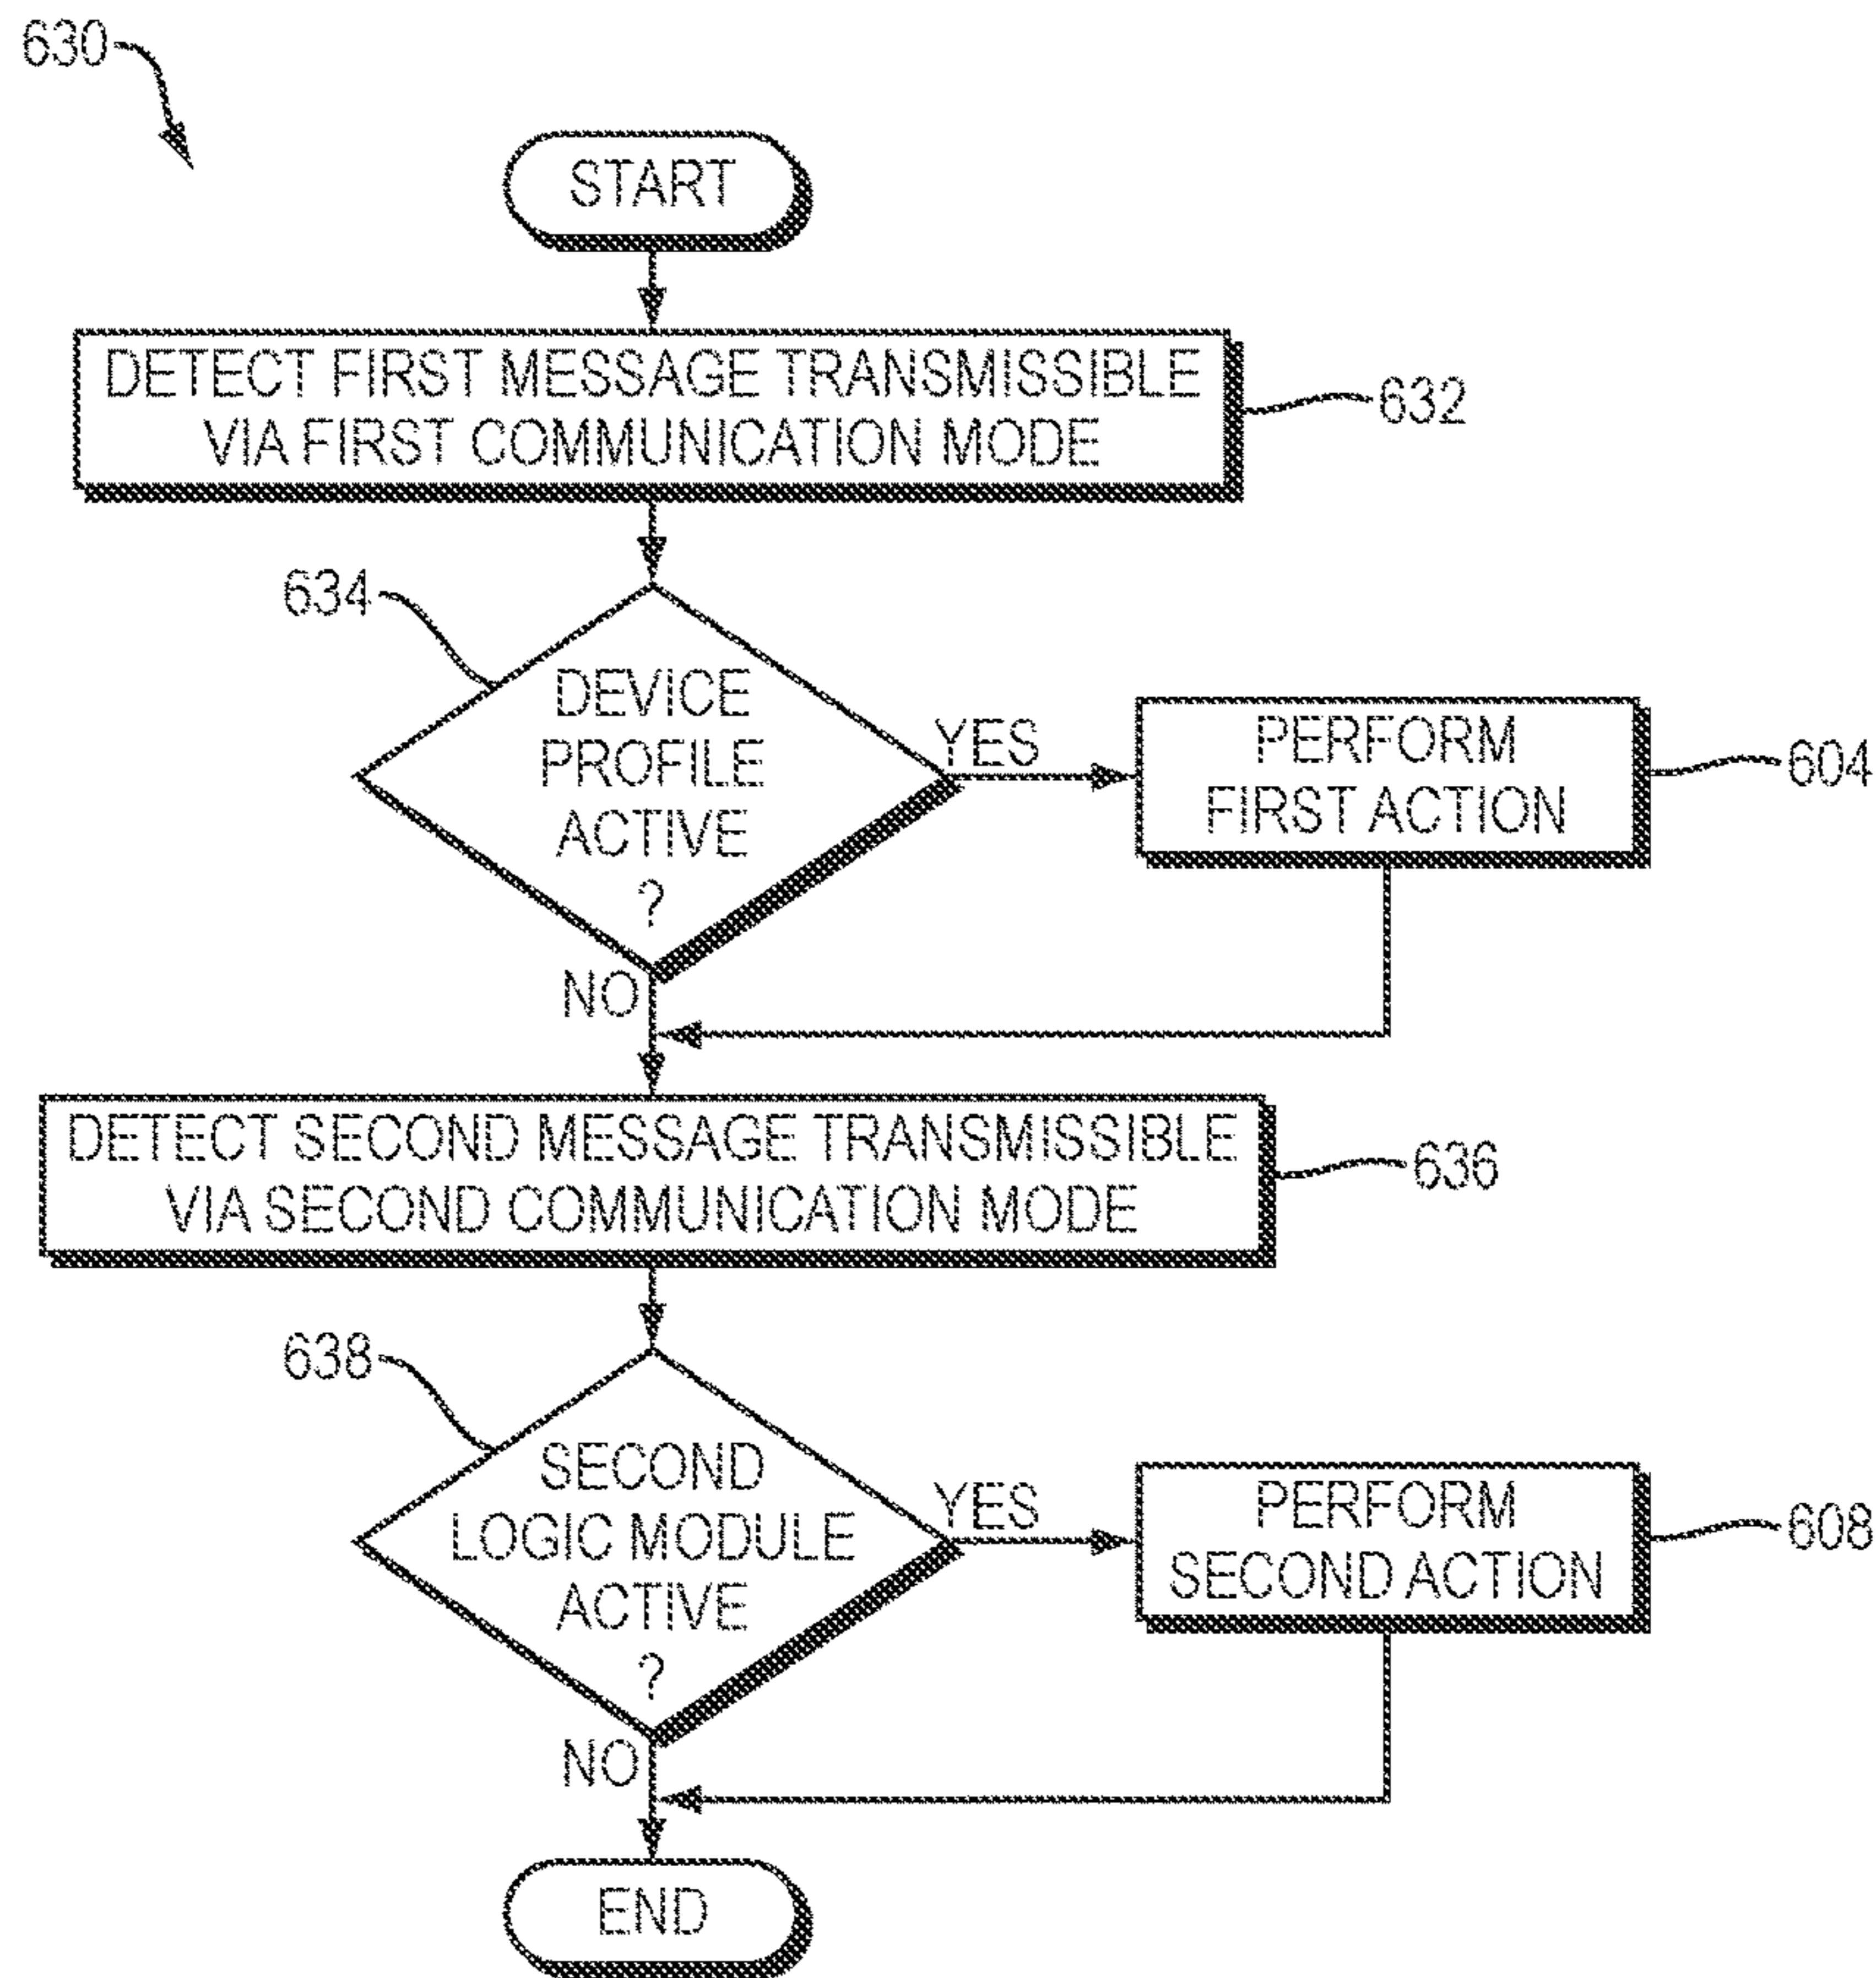 630
START
DETECT FIRST MESSAGE TRANSMISSIBLE
VIA FIRST COMMUNICATION MODE
632
634
DEVICE
PROFILE
ACTIVE
?
YES
PERFORM
FIRST ACTION
604
NO
DETECT SECOND MESSAGE TRANSMISSIBLE
VIA SECOND COMMUNICATION MODE
636
638
SECOND
LOGIC MODULE
ACTIVE
?
YES
PERFORM
SECOND ACTION
608
NO
END